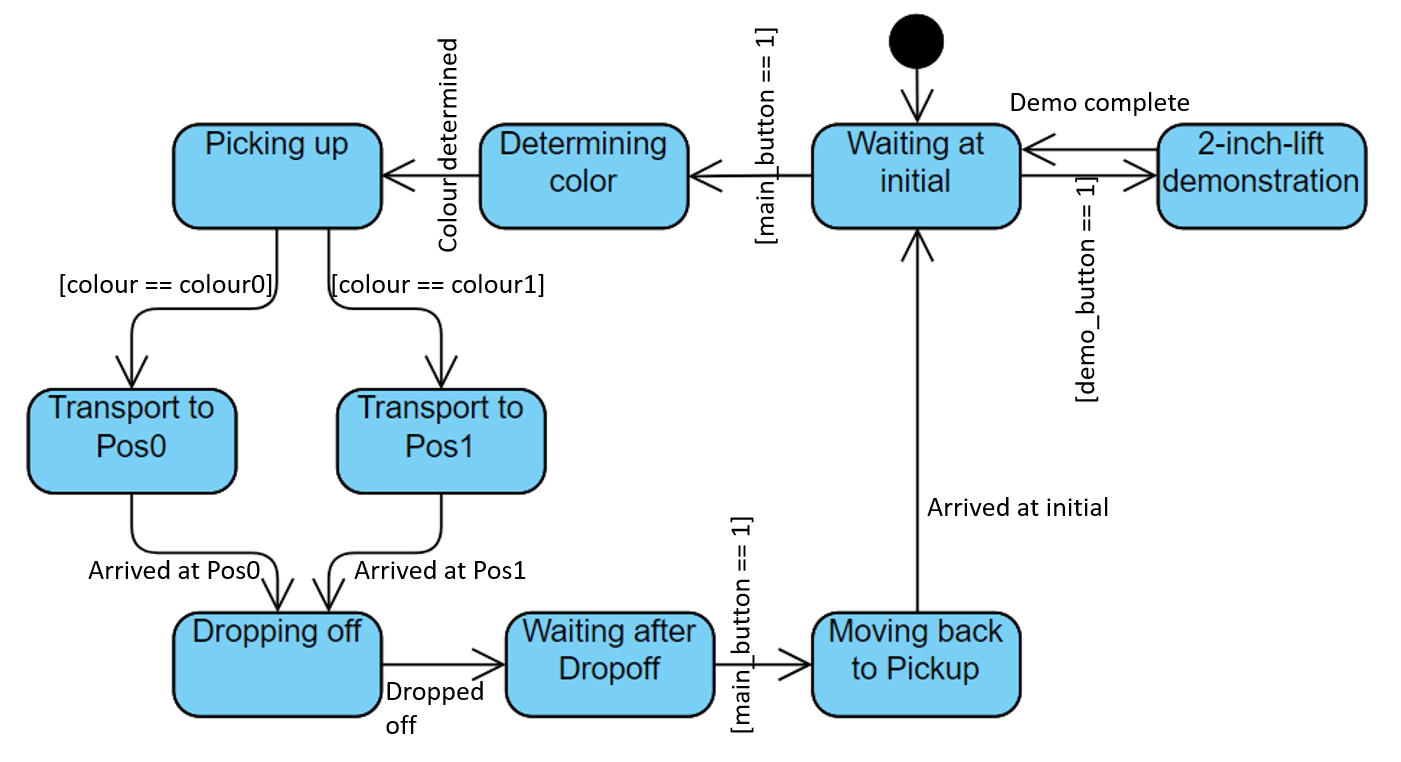 Demo complete
Picking up
Colour determined
Determining
color
[main_button == 1]
Waiting at
initial
2-inch-lift
demonstration
[demo_button == 1]
[colour == colour0]
[colour == colour1]
Transport to
Pos0
Transport to
Pos1
Arrived at initial
Arrived at Pos0
Arrived at Pos1
Dropping off
Dropped
off
Waiting after
Dropoff
[main_button == 1]
Moving back
to Pickup